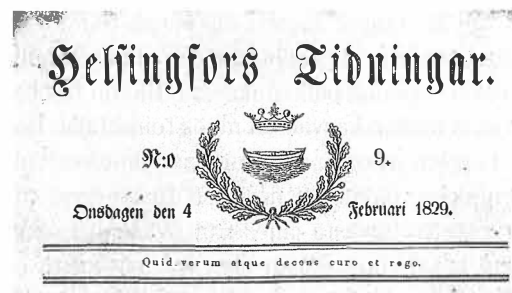 Helsingfors Tidningar.
N:o 9.
Onsdagen den 4 Februari 1829.
Quid verum atque decens curo et rogo.